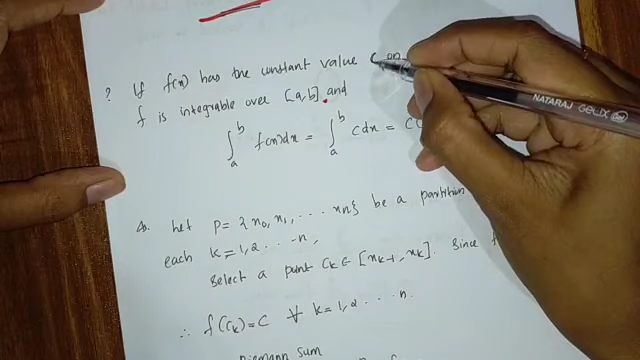 ? If f(x) has the constant value c on
f is integrable over [a,b] and
∫ₐᵇ f(x)dx = ∫ₐᵇ c dx = c(
A. Let P = {x₀, x₁, ... xₙ} be a partition
each k = 1, 2 ... n,
select a point Cₖ ∈ [xₖ₋₁, xₖ]. Since f
∴ f(Cₖ) = C ∀ k = 1, 2 ... n.
Riemann sum
NATARAJ GELIX